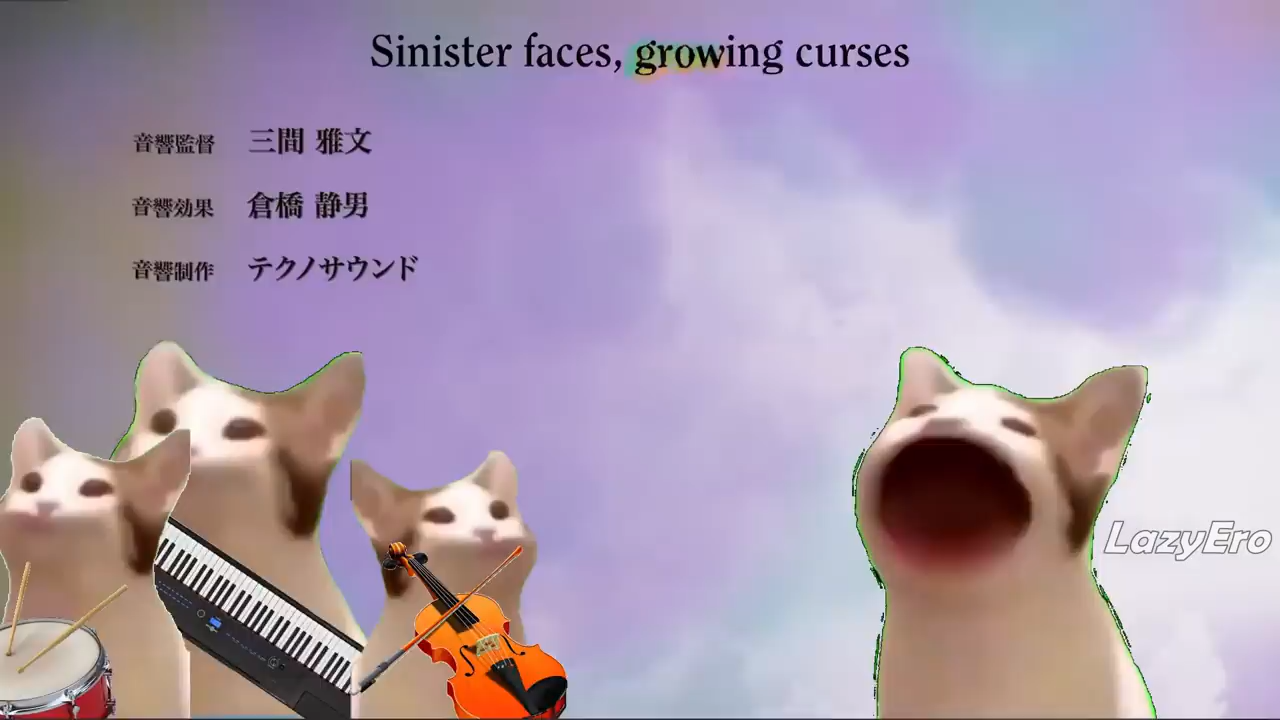 Sinister faces, growing curses
音響監督 三間 雅文
音響効果 倉橋 静男
音響制作 テクノサウンド
LazyEro